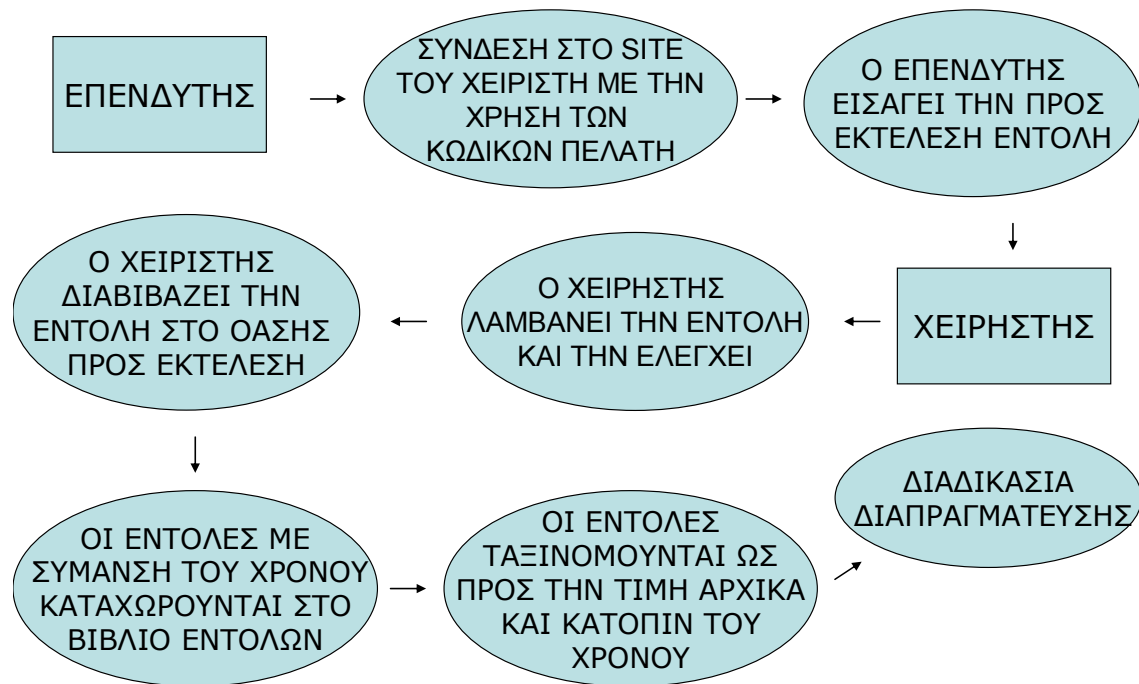 ΕΠΕΝΔΥΤΗΣ
ΣΥΝΔΕΣΗ ΣΤΟ SITE
ΤΟΥ ΧΕΙΡΙΣΤΗ ΜΕ ΤΗΝ
ΧΡΗΣΗ ΤΩΝ
ΚΩΔΙΚΩΝ ΠΕΛΑΤΗ
Ο ΕΠΕΝΔΥΤΗΣ
ΕΙΣΑΓΕΙ ΤΗΝ ΠΡΟΣ
ΕΚΤΕΛΕΣΗ ΕΝΤΟΛΗ
ΧΕΙΡΗΣΤΗΣ
Ο ΧΕΙΡΗΣΤΗΣ
ΛΑΜΒΑΝΕΙ ΤΗΝ ΕΝΤΟΛΗ
ΚΑΙ ΤΗΝ ΕΛΕΓΧΕΙ
Ο ΧΕΙΡΙΣΤΗΣ
ΔΙΑΒΙΒΑΖΕΙ ΤΗΝ
ΕΝΤΟΛΗ ΣΤΟ ΟΑΣΗΣ
ΠΡΟΣ ΕΚΤΕΛΕΣΗ
ΟΙ ΕΝΤΟΛΕΣ ΜΕ
ΣΥΜΑΝΣΗ ΤΟΥ ΧΡΟΝΟΥ
ΚΑΤΑΧΩΡΟΥΝΤΑΙ ΣΤΟ
ΒΙΒΛΙΟ ΕΝΤΟΛΩΝ
ΟΙ ΕΝΤΟΛΕΣ
ΤΑΞΙΝΟΜΟΥΝΤΑΙ ΩΣ
ΠΡΟΣ ΤΗΝ ΤΙΜΗ ΑΡΧΙΚΑ
ΚΑΙ ΚΑΤΟΠΙΝ ΤΟΥ
ΧΡΟΝΟΥ
ΔΙΑΔΙΚΑΣΙΑ
ΔΙΑΠΡΑΓΜΑΤΕΥΣΗΣ